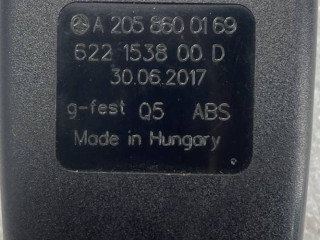 A 205 860 01 69
622 1538 00 D
30.06.2017
g-fest Q5 ABS
Made in Hungary